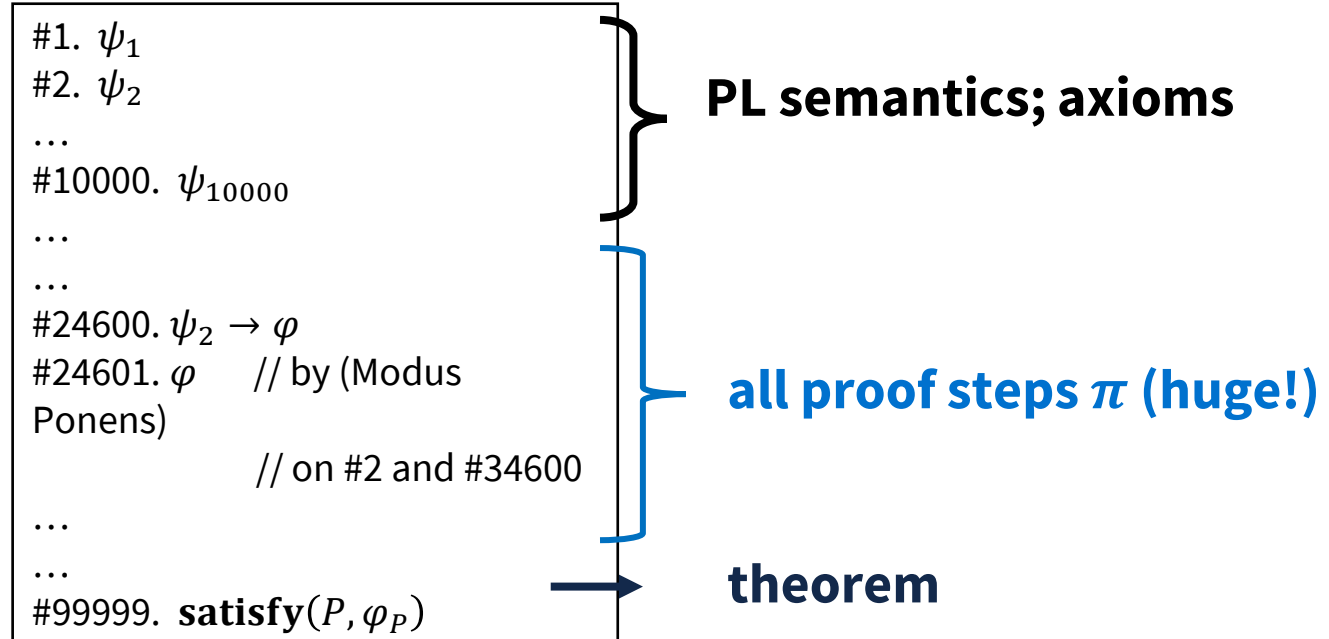 #1. 𝜓₁
#2. 𝜓₂
…
#10000. 𝜓₁₀₀₀₀
…
…
#24600. 𝜓₂ → 𝜑
#24601. 𝜑 // by (Modus
Ponens)
// on #2 and #34600
…
…
#99999. satisfy(𝑃, 𝜑_𝑃)
PL semantics; axioms
all proof steps 𝜋 (huge!)
theorem